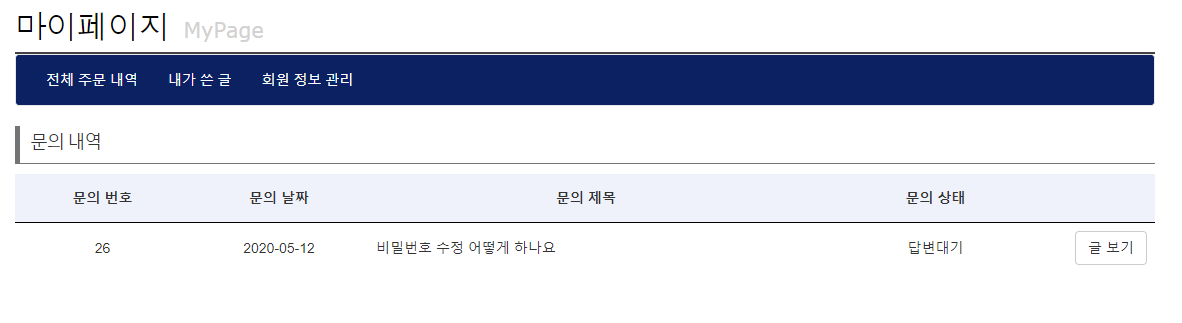 마이페이지 MyPage
전체 주문 내역 내가 쓴 글 회원 정보 관리
문의 내역
문의 번호 문의 날짜 문의 제목 문의 상태
26 2020-05-12 비밀번호 수정 어떻게 하나요 답변대기 글 보기